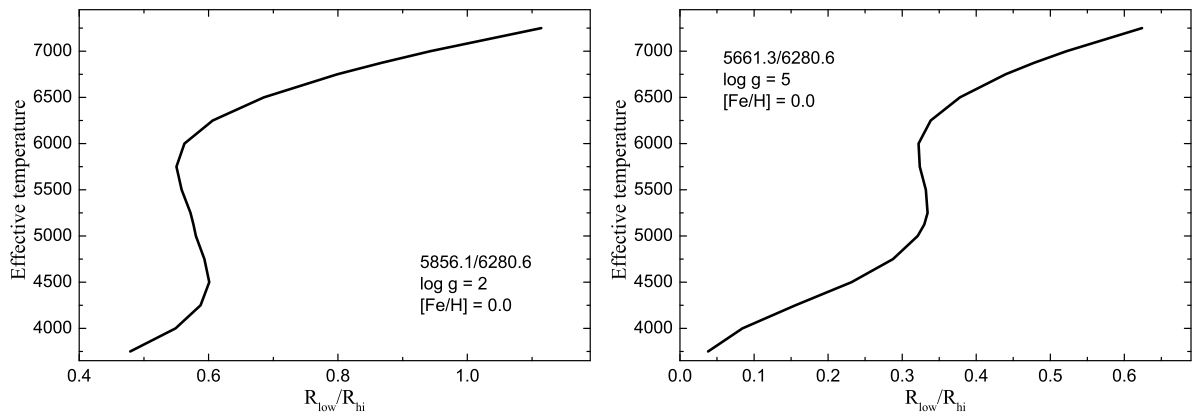 7000
6500
6000
5500
5000
4500
4000
Effective temperature
5856.1/6280.6
log g = 2
[Fe/H] = 0.0
0.4 0.6 0.8 1.0
R_low/R_hi
7000
6500
6000
5500
5000
4500
4000
Effective temperature
5661.3/6280.6
log g = 5
[Fe/H] = 0.0
0.0 0.1 0.2 0.3 0.4 0.5 0.6
R_low/R_hi